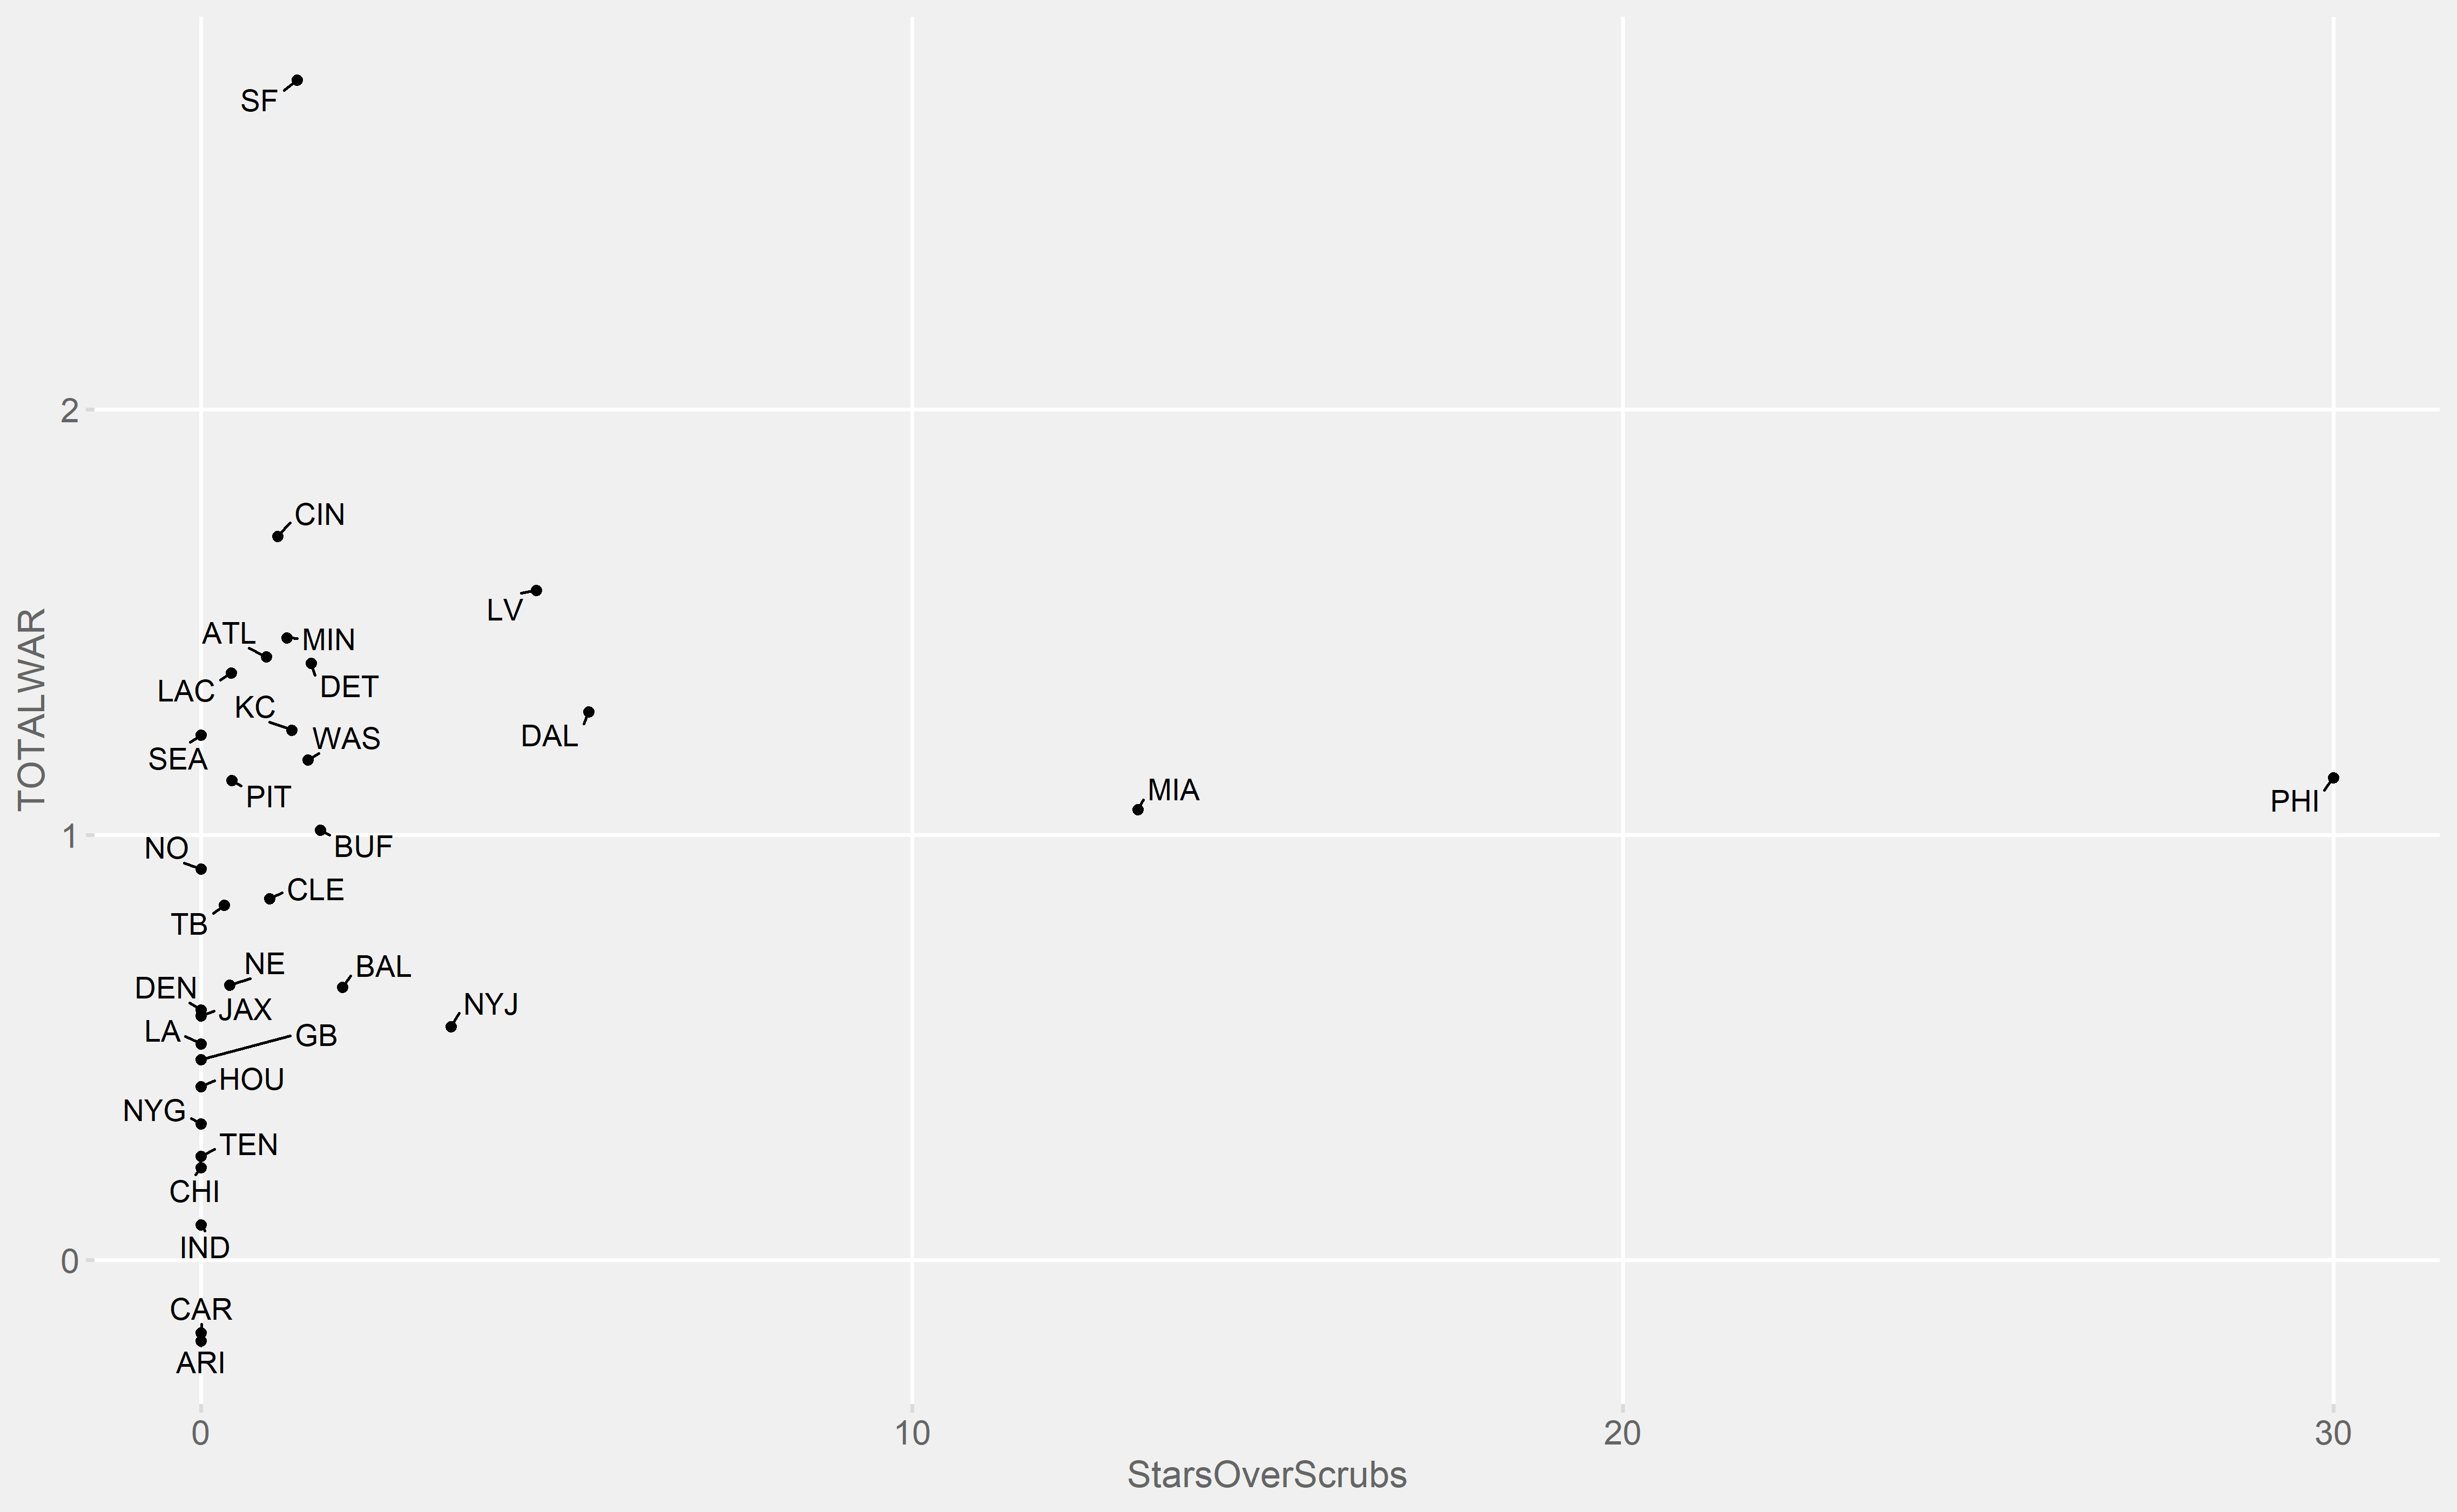 SF
2
CIN
LV
ATL
MIN
LAC
DET
KC
WAS
DAL
SEA
PIT
MIA
PHI
TOTALWAR
1
NO
BUF
CLE
TB
NE
BAL
DEN
JAX
NYJ
LA
GB
HOU
NYG
TEN
CHI
IND
0
CAR
ARI
0 10 20 30
StarsOverScrubs